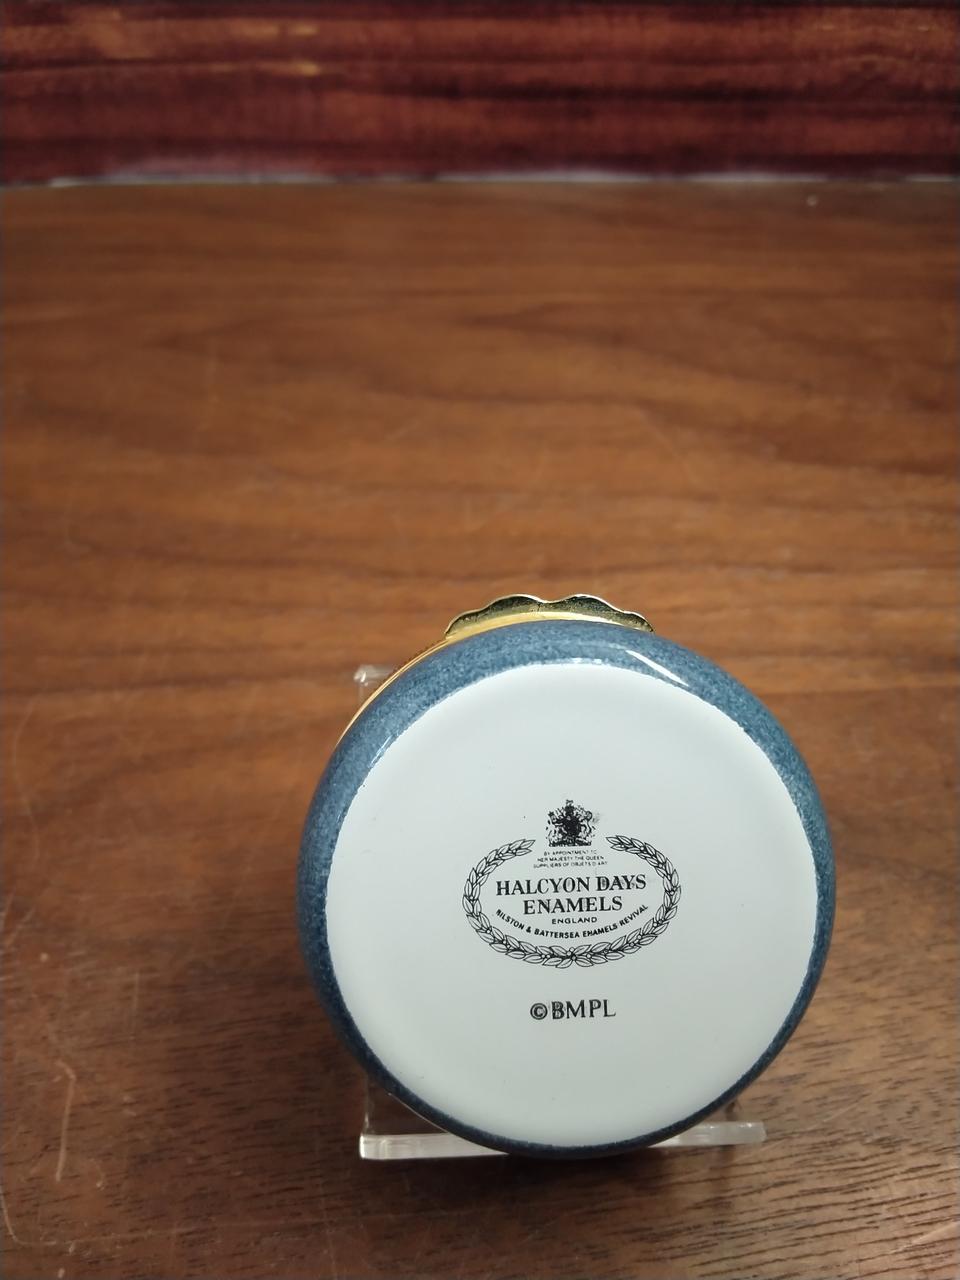 BY APPOINTMENT TO
HER MAJESTY THE QUEEN
SUPPLIERS OF OBJETS D'ART
HALCYON DAYS
ENAMELS
ENGLAND
BILSTON & BATTERSEA ENAMELS REVIVAL
©BMPL